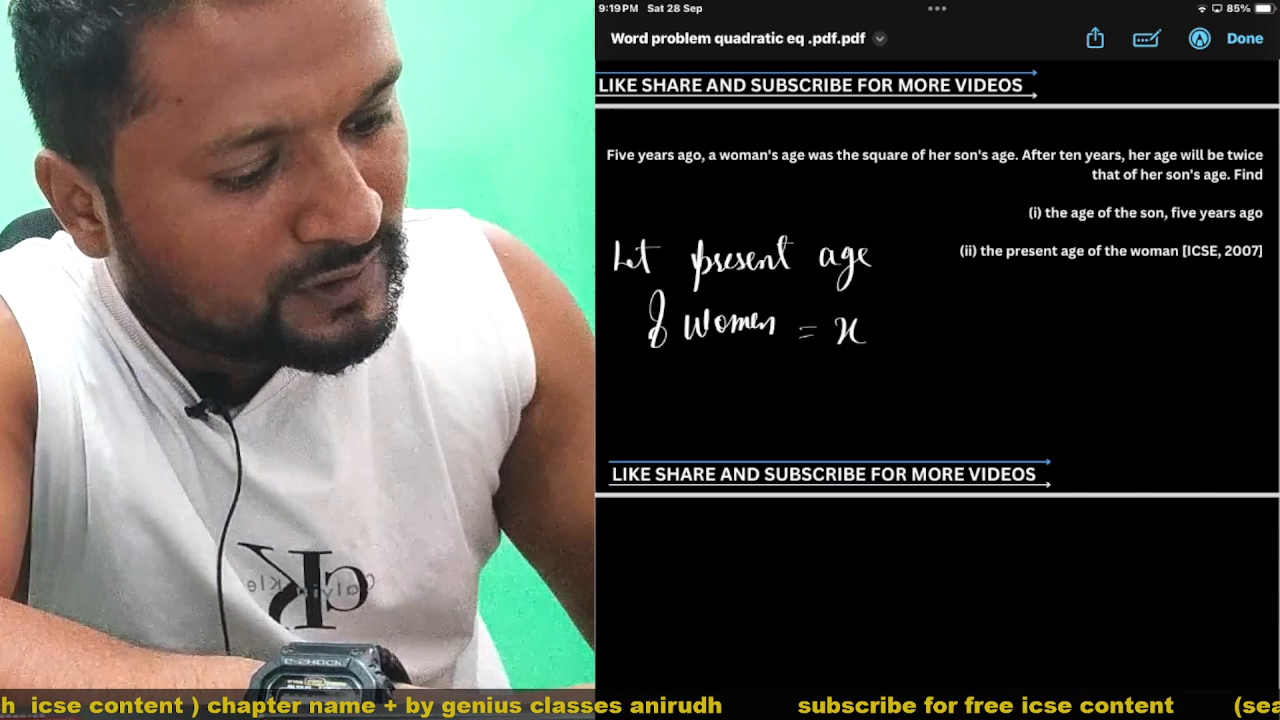 9:19 PM Sat 28 Sep
85%
Word problem quadratic eq .pdf.pdf
Done
LIKE SHARE AND SUBSCRIBE FOR MORE VIDEOS
Five years ago, a woman's age was the square of her son's age. After ten years, her age will be twice
that of her son's age. Find
(i) the age of the son, five years ago
(ii) the present age of the woman [ICSE, 2007]
Let present age
of women = x
LIKE SHARE AND SUBSCRIBE FOR MORE VIDEOS
CK
Calvin Kle
G-SHOCK
h icse content ) chapter name + by genius classes anirudh subscribe for free icse content (sea